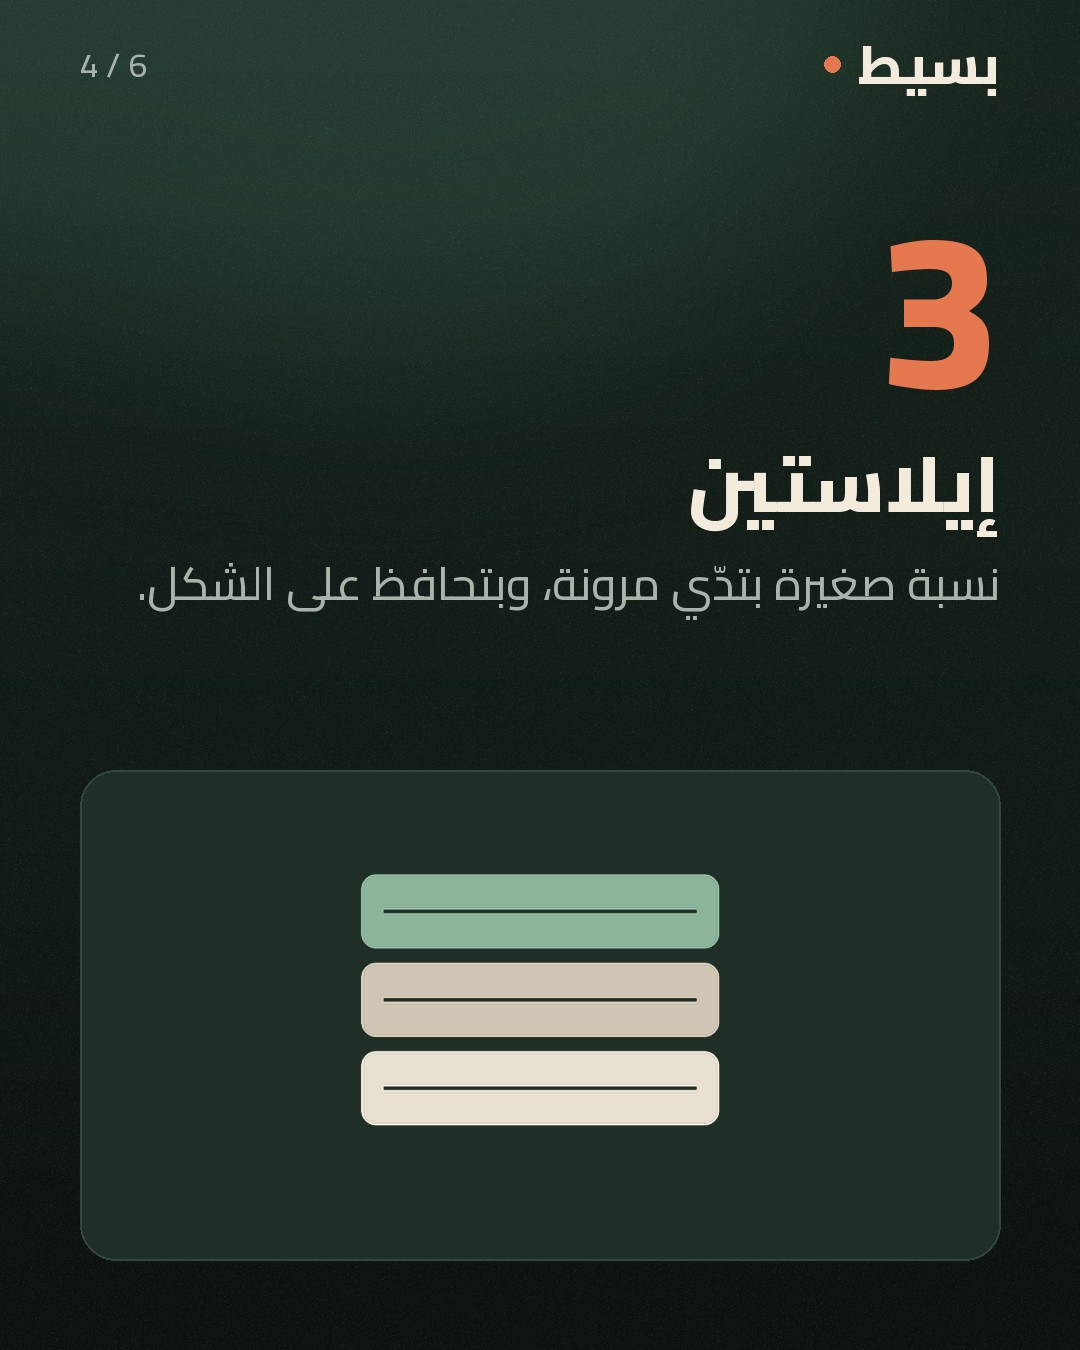 بسيط
4 / 6
3
إيلاستين
نسبة صغيرة بتدّي مرونة، وبتحافظ على الشكل.